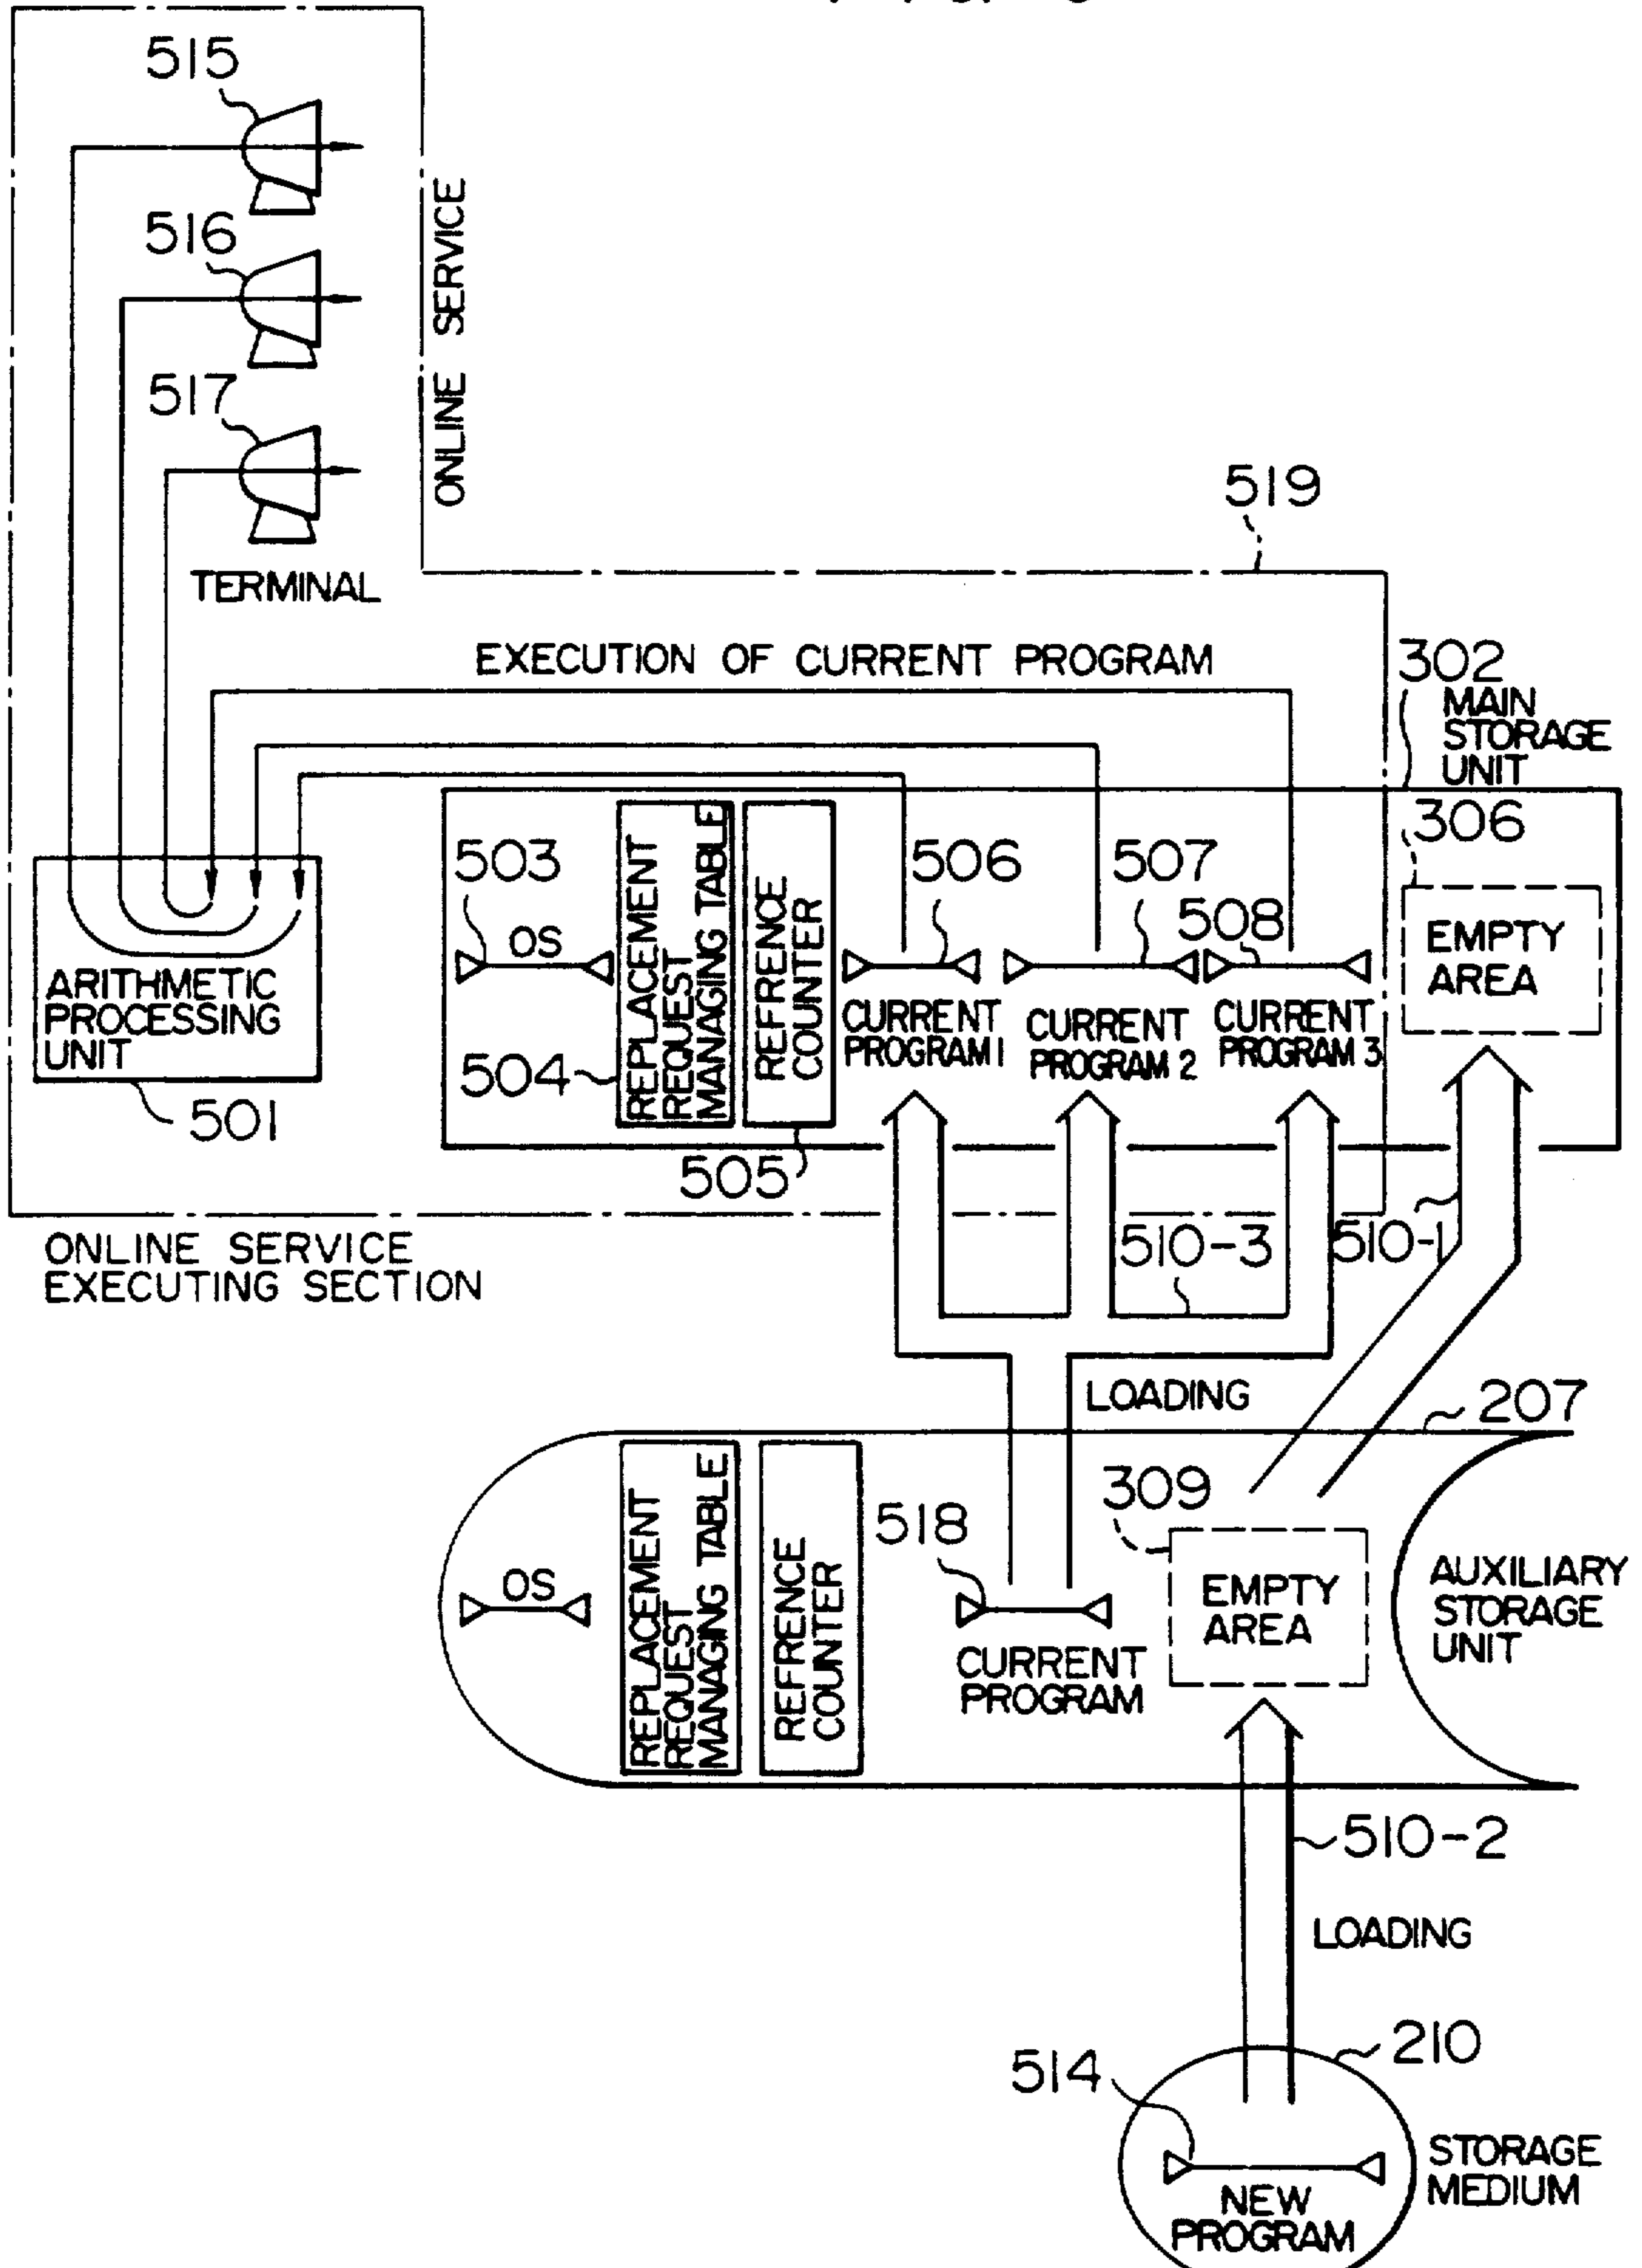 515
516
517
ONLINE SERVICE
TERMINAL
519
EXECUTION OF CURRENT PROGRAM
302
MAIN
STORAGE
UNIT
306
503
OS
504
REPLACEMENT
REQUEST
MANAGING TABLE
REFRENCE
COUNTER
505
506
507
508
CURRENT
PROGRAM 1
CURRENT
PROGRAM 2
CURRENT
PROGRAM 3
EMPTY
AREA
ARITHMETIC
PROCESSING
UNIT
501
ONLINE SERVICE
EXECUTING SECTION
510-3
510-1
LOADING
207
OS
REPLACEMENT
REQUEST
MANAGING TABLE
REFRENCE
COUNTER
518
CURRENT
PROGRAM
309
EMPTY
AREA
AUXILIARY
STORAGE
UNIT
510-2
LOADING
210
514
NEW
PROGRAM
STORAGE
MEDIUM